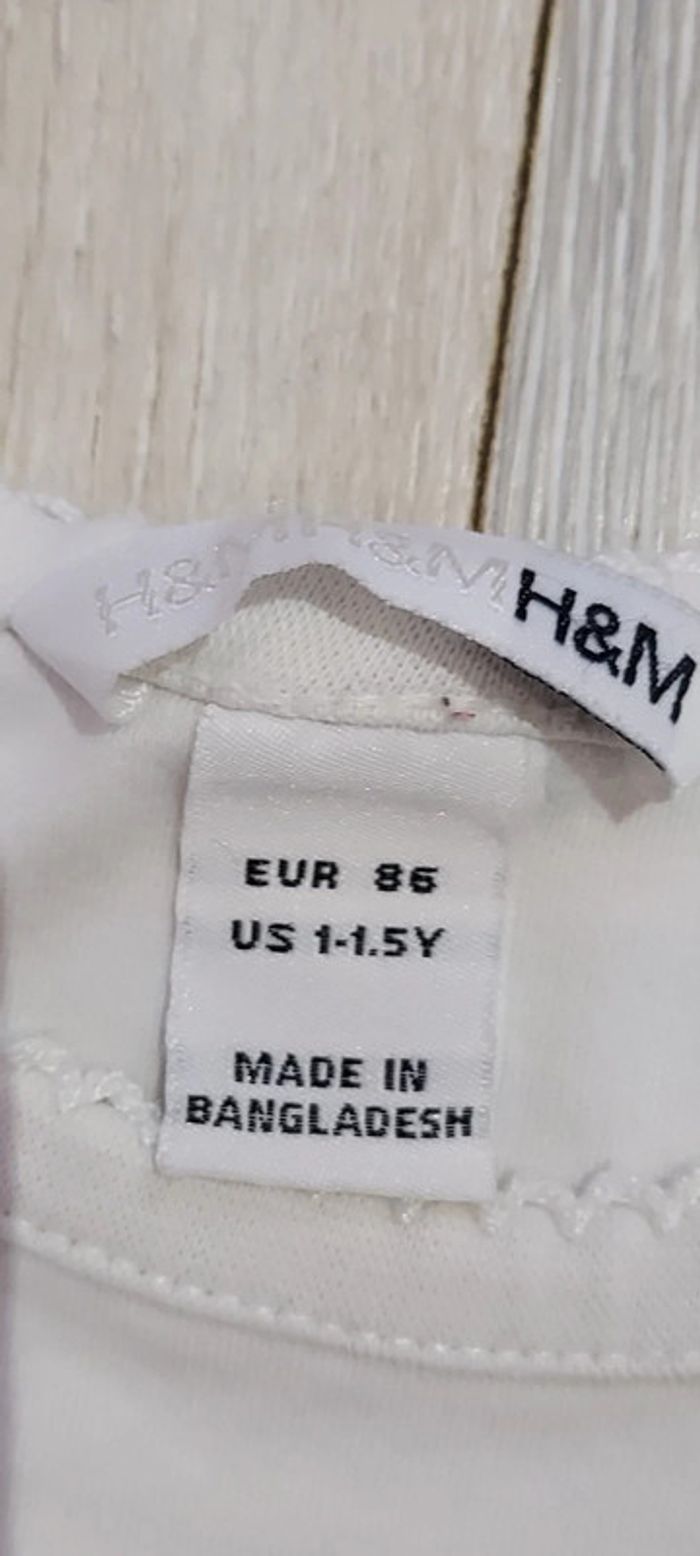 H&M H&M H&M
EUR 86
US 1-1.5Y
MADE IN
BANGLADESH